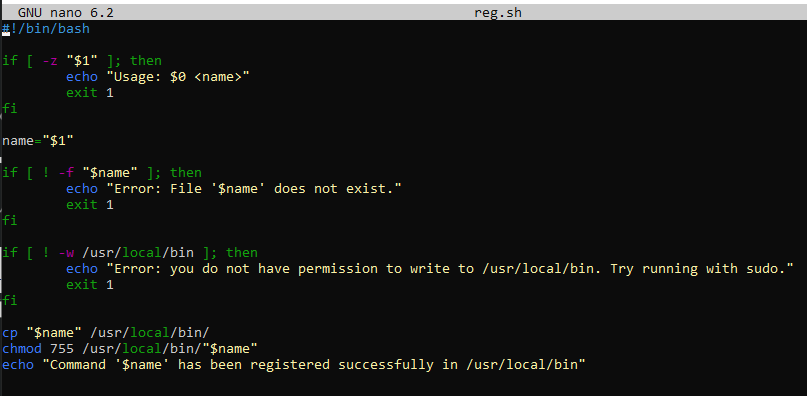 GNU nano 6.2 reg.sh
#!/bin/bash
if [ -z "$1" ]; then
echo "Usage: $0 <name>"
exit 1
fi
name="$1"
if [ ! -f "$name" ]; then
echo "Error: File '$name' does not exist."
exit 1
fi
if [ ! -w /usr/local/bin ]; then
echo "Error: you do not have permission to write to /usr/local/bin. Try running with sudo."
exit 1
fi
cp "$name" /usr/local/bin/
chmod 755 /usr/local/bin/"$name"
echo "Command '$name' has been registered successfully in /usr/local/bin"